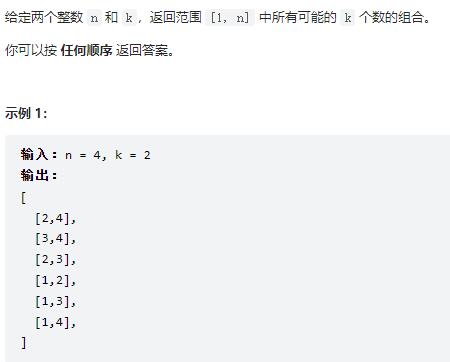 给定两个整数 n 和 k ，返回范围 [1, n] 中所有可能的 k 个数的组合。
你可以按 任何顺序 返回答案。
示例 1：
输入：n = 4, k = 2
输出：
[
[2,4],
[3,4],
[2,3],
[1,2],
[1,3],
[1,4],
]